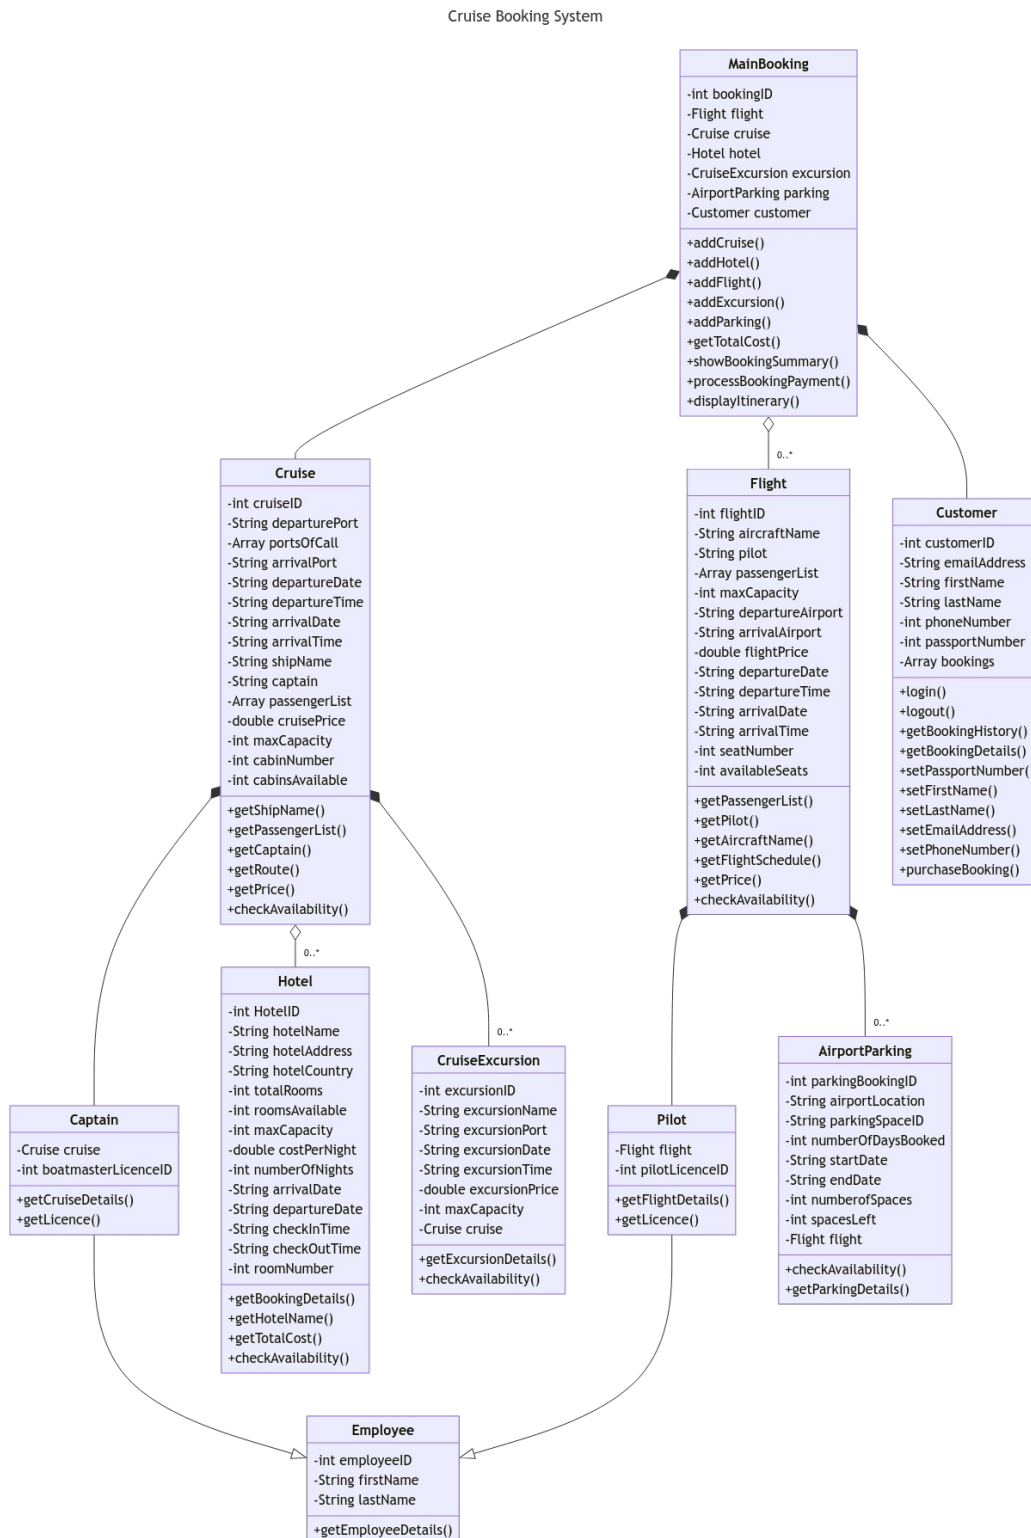 Cruise Booking System
MainBooking
-int bookingID
-Flight flight
-Cruise cruise
-Hotel hotel
-CruiseExcursion excursion
-AirportParking parking
-Customer customer
+addCruise()
+addHotel()
+addFlight()
+addExcursion()
+addParking()
+getTotalCost()
+showBookingSummary()
+processBookingPayment()
+displayItinerary()
0..*
Cruise
-int cruiseID
-String departurePort
-Array portsOfCall
-String arrivalPort
-String departureDate
-String departureTime
-String arrivalDate
-String arrivalTime
-String shipName
-String captain
-Array passengerList
-double cruisePrice
-int maxCapacity
-int cabinNumber
-int cabinsAvailable
+getShipName()
+getPassengerList()
+getCaptain()
+getRoute()
+getPrice()
+checkAvailability()
Flight
-int flightID
-String aircraftName
-String pilot
-Array passengerList
-int maxCapacity
-String departureAirport
-String arrivalAirport
-double flightPrice
-String departureDate
-String departureTime
-String arrivalDate
-String arrivalTime
-int seatNumber
-int availableSeats
+getPassengerList()
+getPilot()
+getAircraftName()
+getFlightSchedule()
+getPrice()
+checkAvailability()
Customer
-int customerID
-String emailAddress
-String firstName
-String lastName
-int phoneNumber
-int passportNumber
-Array bookings
+login()
+logout()
+getBookingHistory()
+getBookingDetails()
+setPassportNumber()
+setFirstName()
+setLastName()
+setEmailAddress()
+setPhoneNumber()
+purchaseBooking()
0..*
0..*
0..*
Captain
-Cruise cruise
-int boatmasterLicenceID
+getCruiseDetails()
+getLicence()
Hotel
-int HotelID
-String hotelName
-String hotelAddress
-String hotelCountry
-int totalRooms
-int roomsAvailable
-int maxCapacity
-double costPerNight
-int numberOfNights
-String arrivalDate
-String departureDate
-String checkInTime
-String checkOutTime
-int roomNumber
+getBookingDetails()
+getHotelName()
+getTotalCost()
+checkAvailability()
CruiseExcursion
-int excursionID
-String excursionName
-String excursionPort
-String excursionDate
-String excursionTime
-double excursionPrice
-int maxCapacity
-Cruise cruise
+getExcursionDetails()
+checkAvailability()
Pilot
-Flight flight
-int pilotLicenceID
+getFlightDetails()
+getLicence()
AirportParking
-int parkingBookingID
-String airportLocation
-String parkingSpaceID
-int numberOfDaysBooked
-String startDate
-String endDate
-int numberofSpaces
-int spacesLeft
-Flight flight
+checkAvailability()
+getParkingDetails()
Employee
-int employeeID
-String firstName
-String lastName
+getEmployeeDetails()